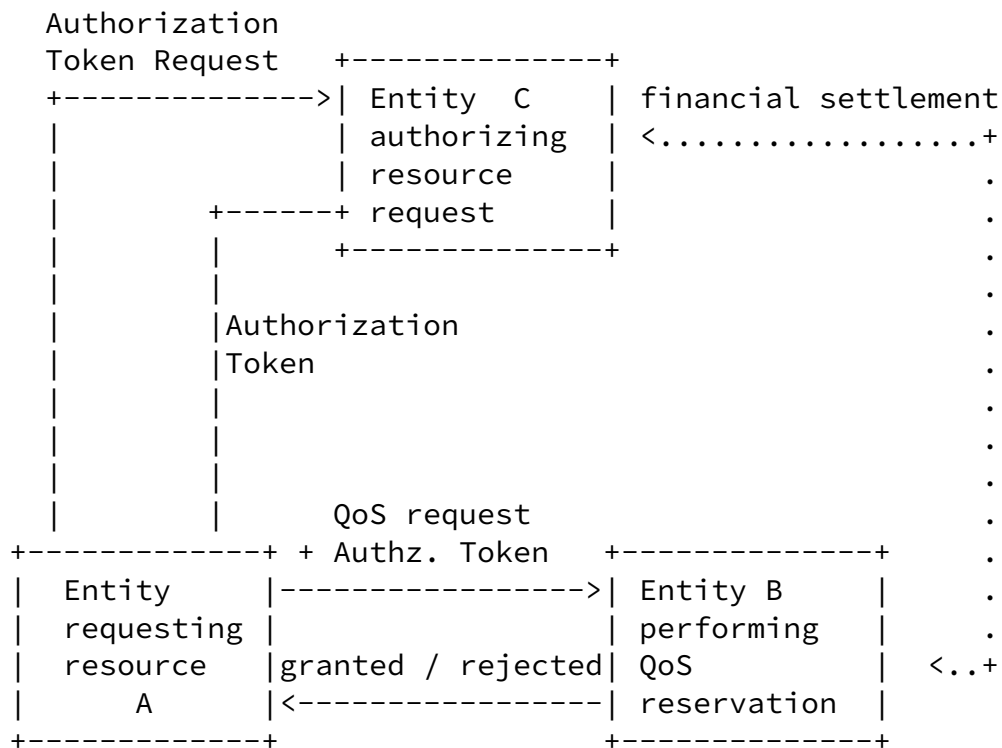 Authorization
Token Request
Entity C
authorizing
resource
request
financial settlement
Authorization
Token
QoS request
+ Authz. Token
Entity
requesting
resource
A
granted / rejected
Entity B
performing
QoS
reservation